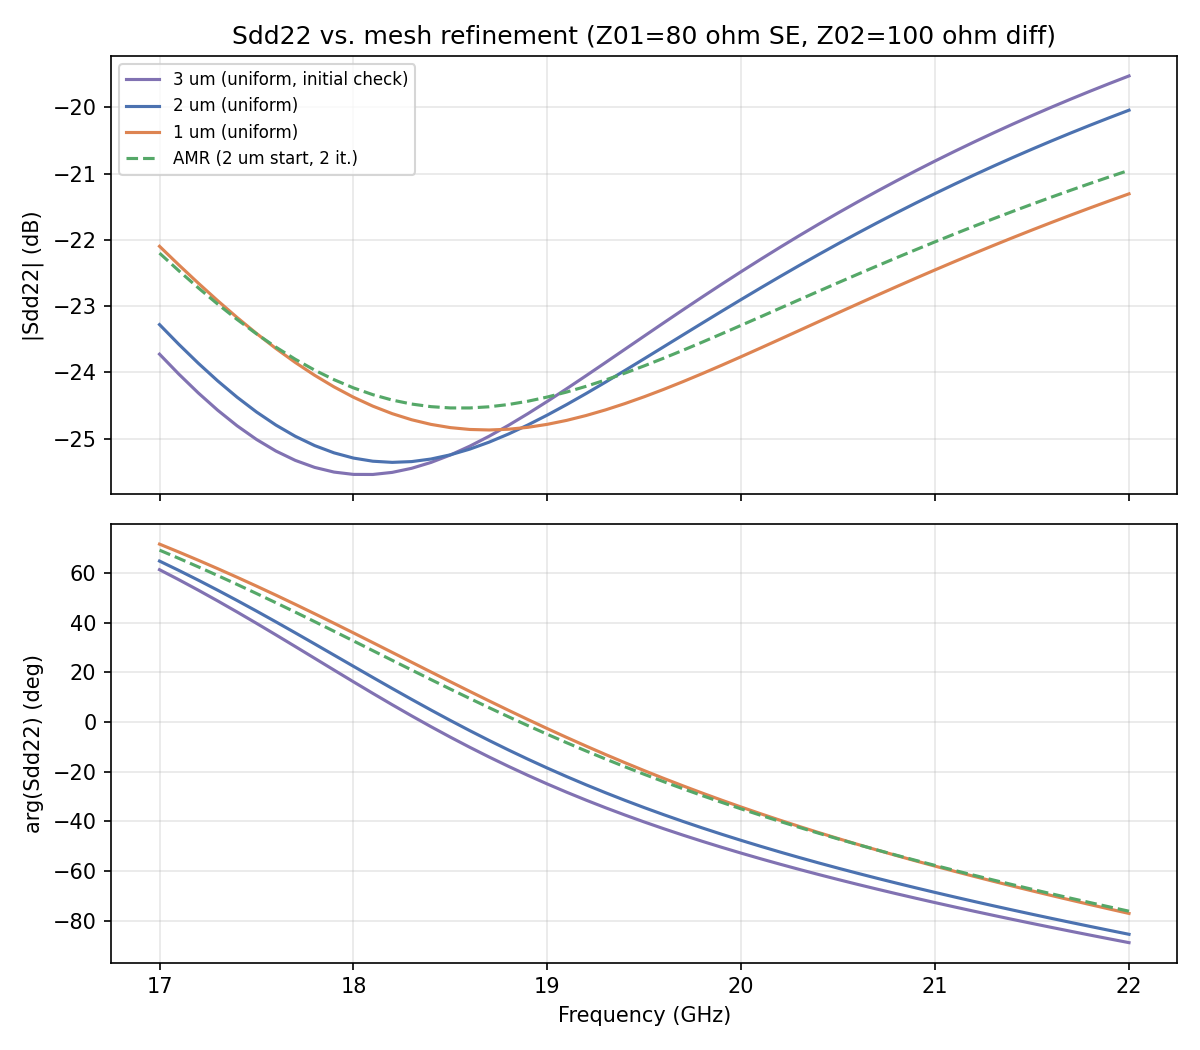 Sdd22 vs. mesh refinement (Z01=80 ohm SE, Z02=100 ohm diff)
3 um (uniform, initial check)
2 um (uniform)
1 um (uniform)
AMR (2 um start, 2 it.)
|Sdd22| (dB)
−20
−21
−22
−23
−24
−25
arg(Sdd22) (deg)
60
40
20
0
−20
−40
−60
−80
17 18 19 20 21 22
Frequency (GHz)